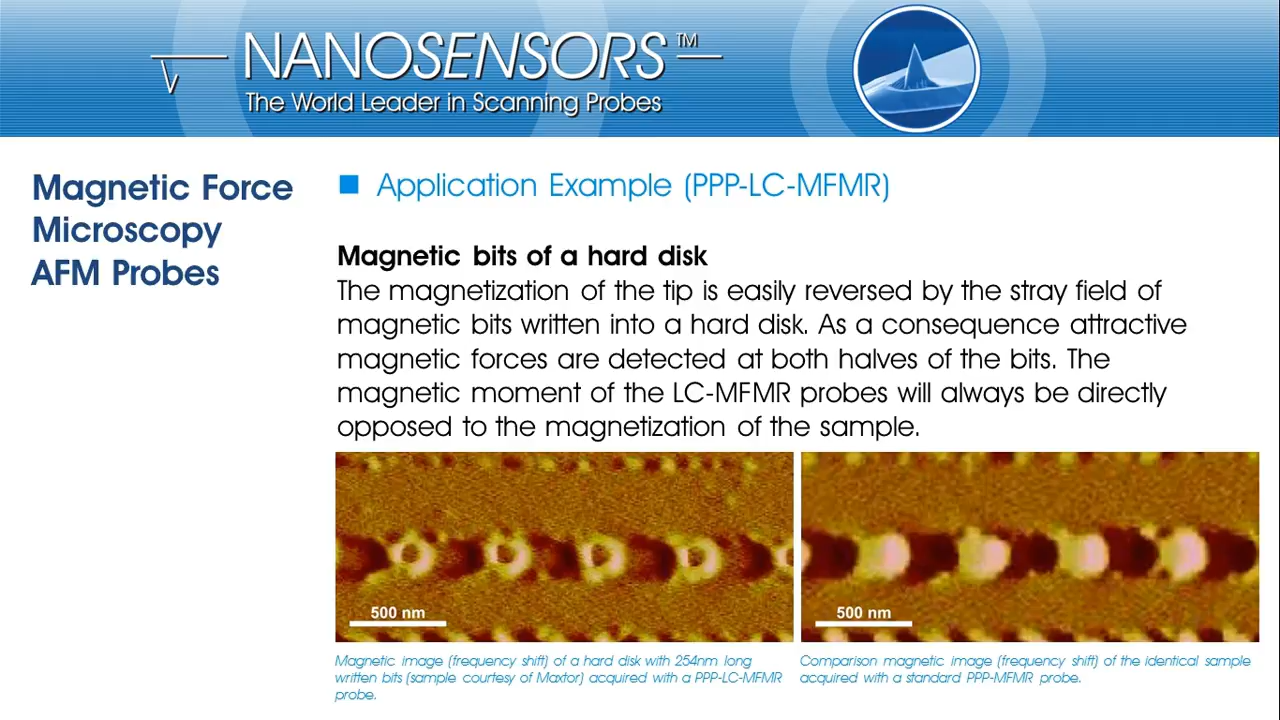 NANOSENSORS™
The World Leader in Scanning Probes
Magnetic Force
Microscopy
AFM Probes
Application Example (PPP-LC-MFMR)
Magnetic bits of a hard disk
The magnetization of the tip is easily reversed by the stray field of
magnetic bits written into a hard disk. As a consequence attractive
magnetic forces are detected at both halves of the bits. The
magnetic moment of the LC-MFMR probes will always be directly
opposed to the magnetization of the sample.
500 nm
500 nm
Magnetic image (frequency shift) of a hard disk with 254nm long
written bits (sample courtesy of Maxtor) acquired with a PPP-LC-MFMR
probe.
Comparison magnetic image (frequency shift) of the identical sample
acquired with a standard PPP-MFMR probe.